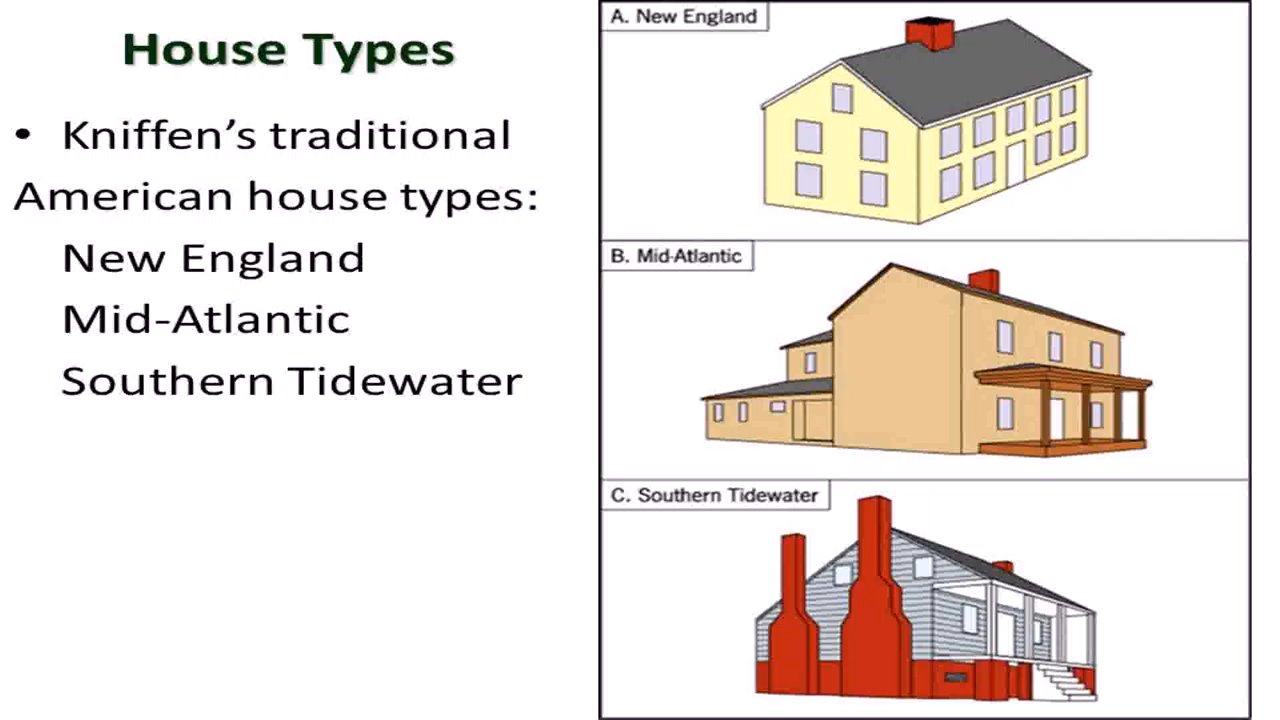 House Types
• Kniffen's traditional
American house types:
New England
Mid-Atlantic
Southern Tidewater
A. New England
B. Mid-Atlantic
C. Southern Tidewater